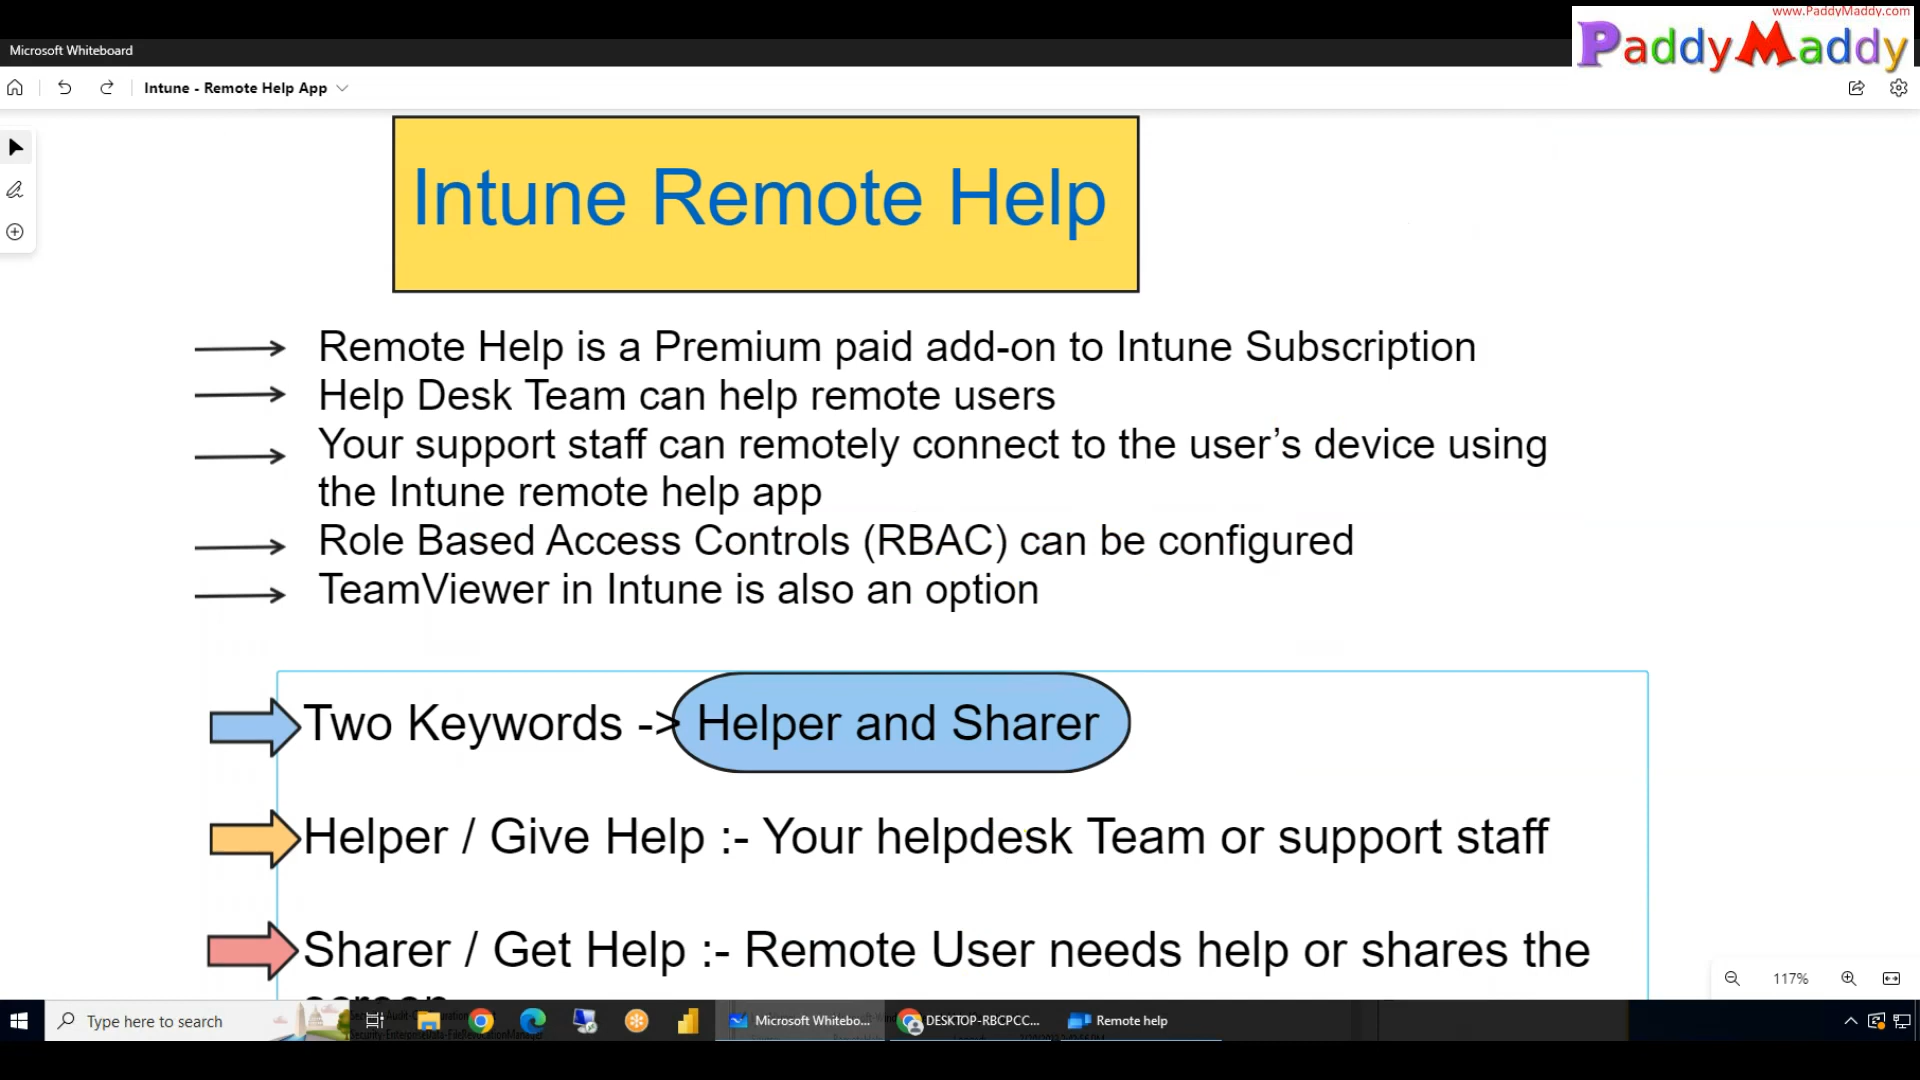 www.PaddyMaddy.com
PaddyMaddy
Microsoft Whiteboard
Intune - Remote Help App
Intune Remote Help
Remote Help is a Premium paid add-on to Intune Subscription
Help Desk Team can help remote users
Your support staff can remotely connect to the user's device using
the Intune remote help app
Role Based Access Controls (RBAC) can be configured
TeamViewer in Intune is also an option
Two Keywords -> Helper and Sharer
Helper / Give Help :- Your helpdesk Team or support staff
Sharer / Get Help :- Remote User needs help or shares the
screen
117%
Type here to search
Microsoft Whitebo...
DESKTOP-RBCPCC...
Remote help